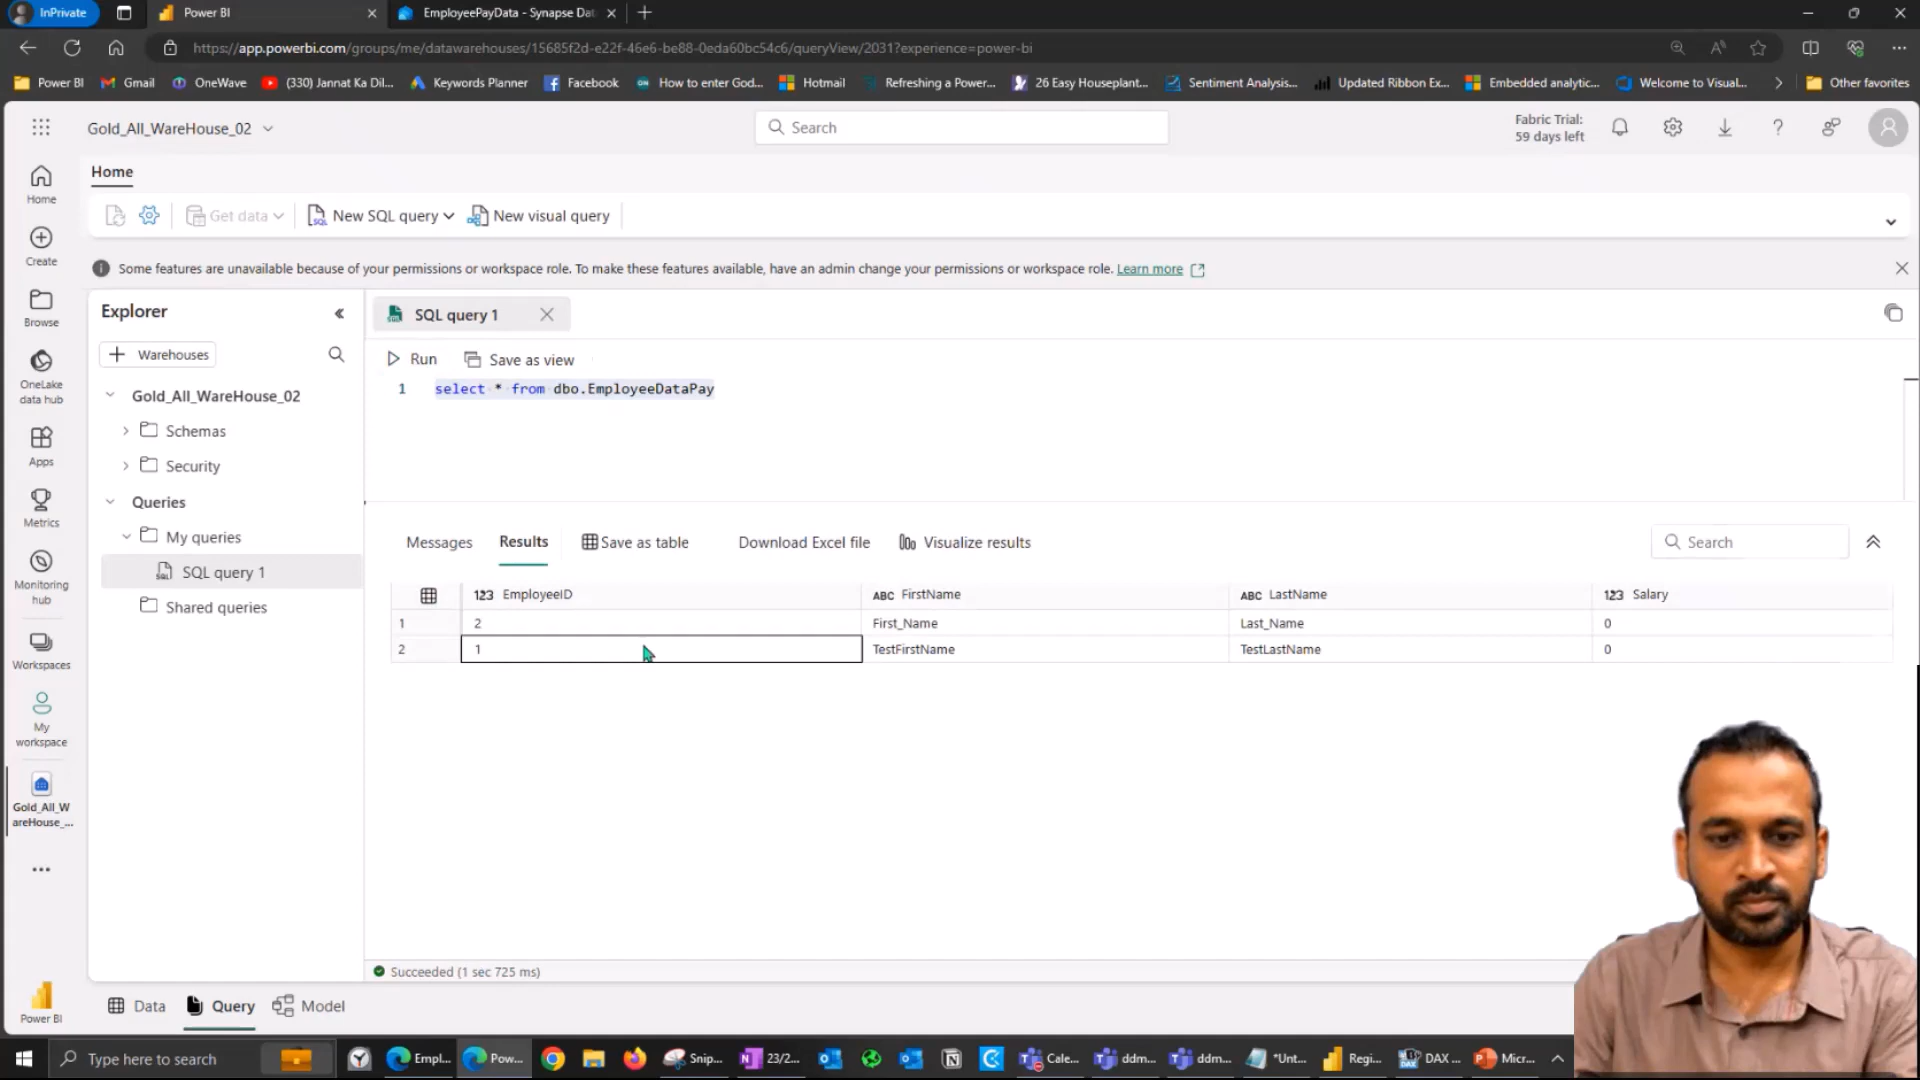 InPrivate
Power BI
EmployeePayData - Synapse Dat
https://app.powerbi.com/groups/me/datawarehouses/15685f2d-e22f-46e6-be88-0eda60bc54c6/queryView/2031?experience=power-bi
Power BI
Gmail
OneWave
(330) Jannat Ka Dil...
Keywords Planner
Facebook
How to enter God...
Hotmail
Refreshing a Power...
26 Easy Houseplant...
Sentiment Analysis...
Updated Ribbon Ex...
Embedded analytic...
Welcome to Visual...
Other favorites
Gold_All_WareHouse_02
Search
Fabric Trial:
59 days left
Home
Get data
New SQL query
New visual query
Some features are unavailable because of your permissions or workspace role. To make these features available, have an admin change your permissions or workspace role. Learn more
Home
Create
Browse
OneLake
data hub
Apps
Metrics
Monitoring
hub
Workspaces
My
workspace
Gold_All_W
areHouse_...
Power BI
Explorer
Warehouses
Gold_All_WareHouse_02
Schemas
Security
Queries
My queries
SQL query 1
Shared queries
SQL query 1
Run
Save as view
1 select * from dbo.EmployeeDataPay
Messages
Results
Save as table
Download Excel file
Visualize results
Search
123 EmployeeID
ABC FirstName
ABC LastName
123 Salary
1 2 First_Name Last_Name 0
2 1 TestFirstName TestLastName 0
Succeeded (1 sec 725 ms)
Data
Query
Model
Type here to search
Empl...
Pow...
Snip...
23/2...
Cale...
ddm...
ddm...
*Unt...
Regi...
DAX ...
Micr...